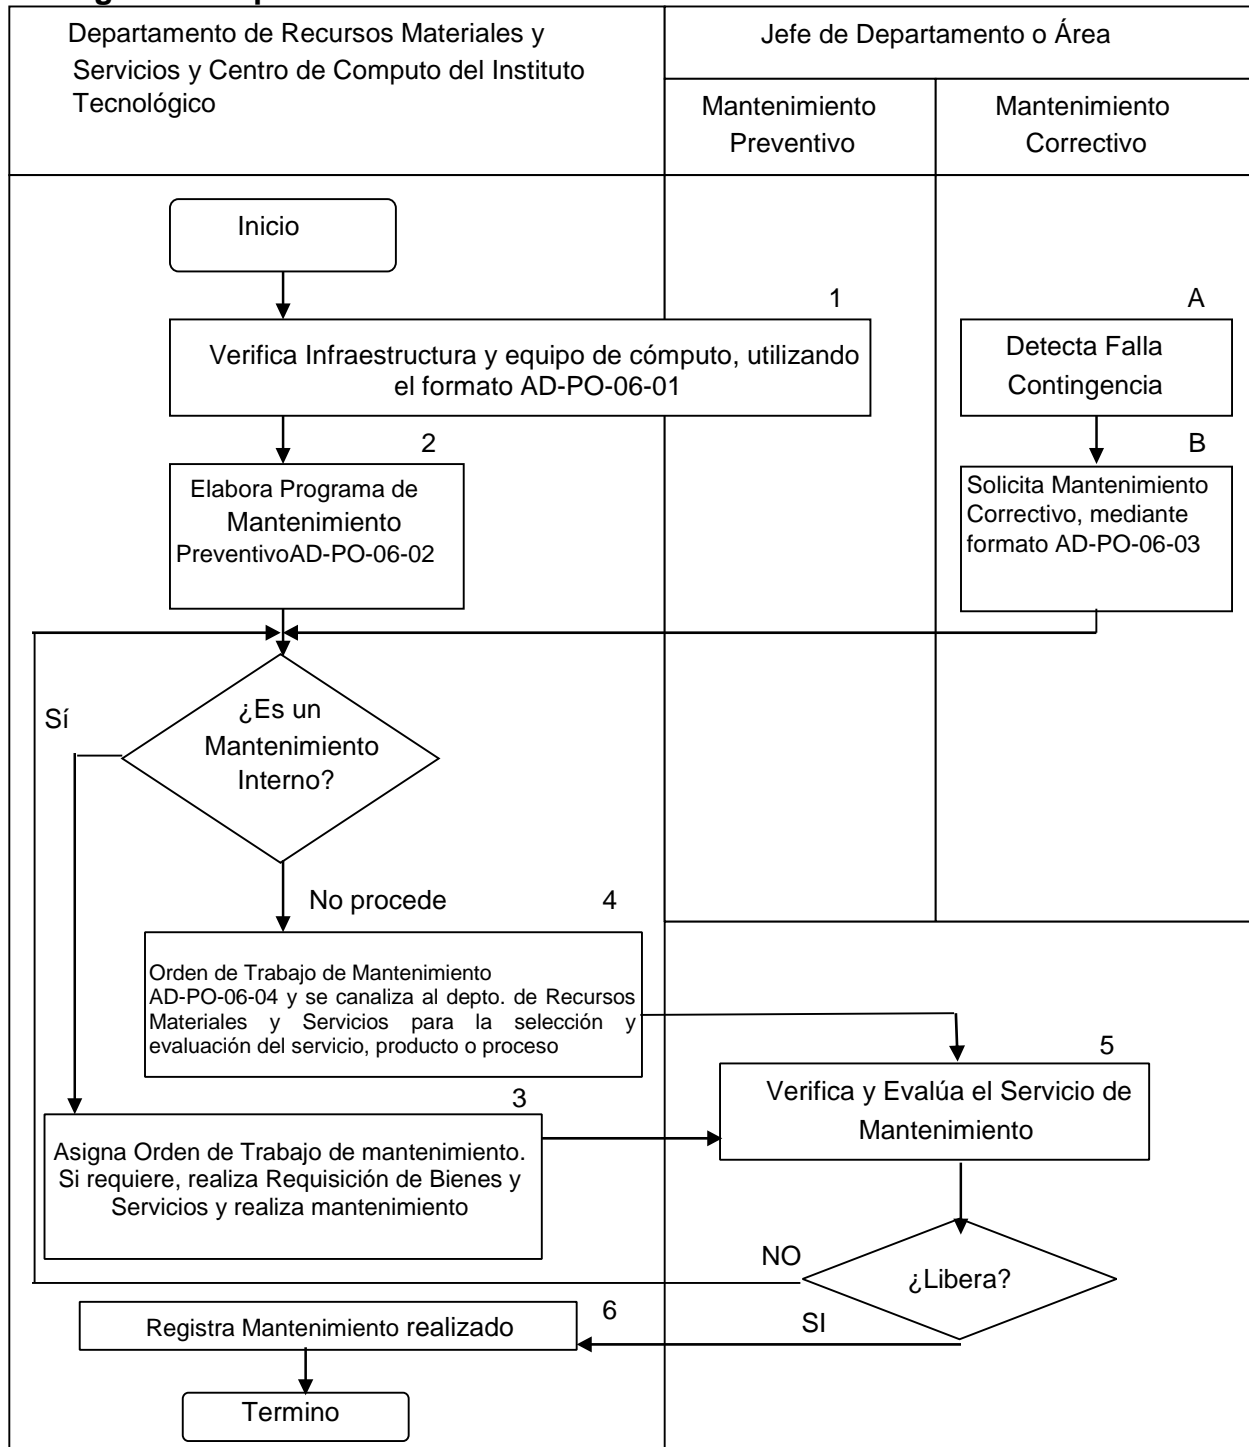 Departamento de Recursos Materiales y
Servicios y Centro de Computo del Instituto
Tecnológico
Jefe de Departamento o Área
Mantenimiento
Preventivo
Mantenimiento
Correctivo
Inicio
1
Verifica Infraestructura y equipo de cómputo, utilizando
el formato AD-PO-06-01
A
Detecta Falla
Contingencia
2
Elabora Programa de
Mantenimiento
PreventivoAD-PO-06-02
B
Solicita Mantenimiento
Correctivo, mediante
formato AD-PO-06-03
Sí
¿Es un
Mantenimiento
Interno?
No procede
4
Orden de Trabajo de Mantenimiento
AD-PO-06-04 y se canaliza al depto. de Recursos
Materiales y Servicios para la selección y
evaluación del servicio, producto o proceso
5
Verifica y Evalúa el Servicio de
Mantenimiento
3
Asigna Orden de Trabajo de mantenimiento.
Si requiere, realiza Requisición de Bienes y
Servicios y realiza mantenimiento
NO
¿Libera?
SI
6
Registra Mantenimiento realizado
Termino